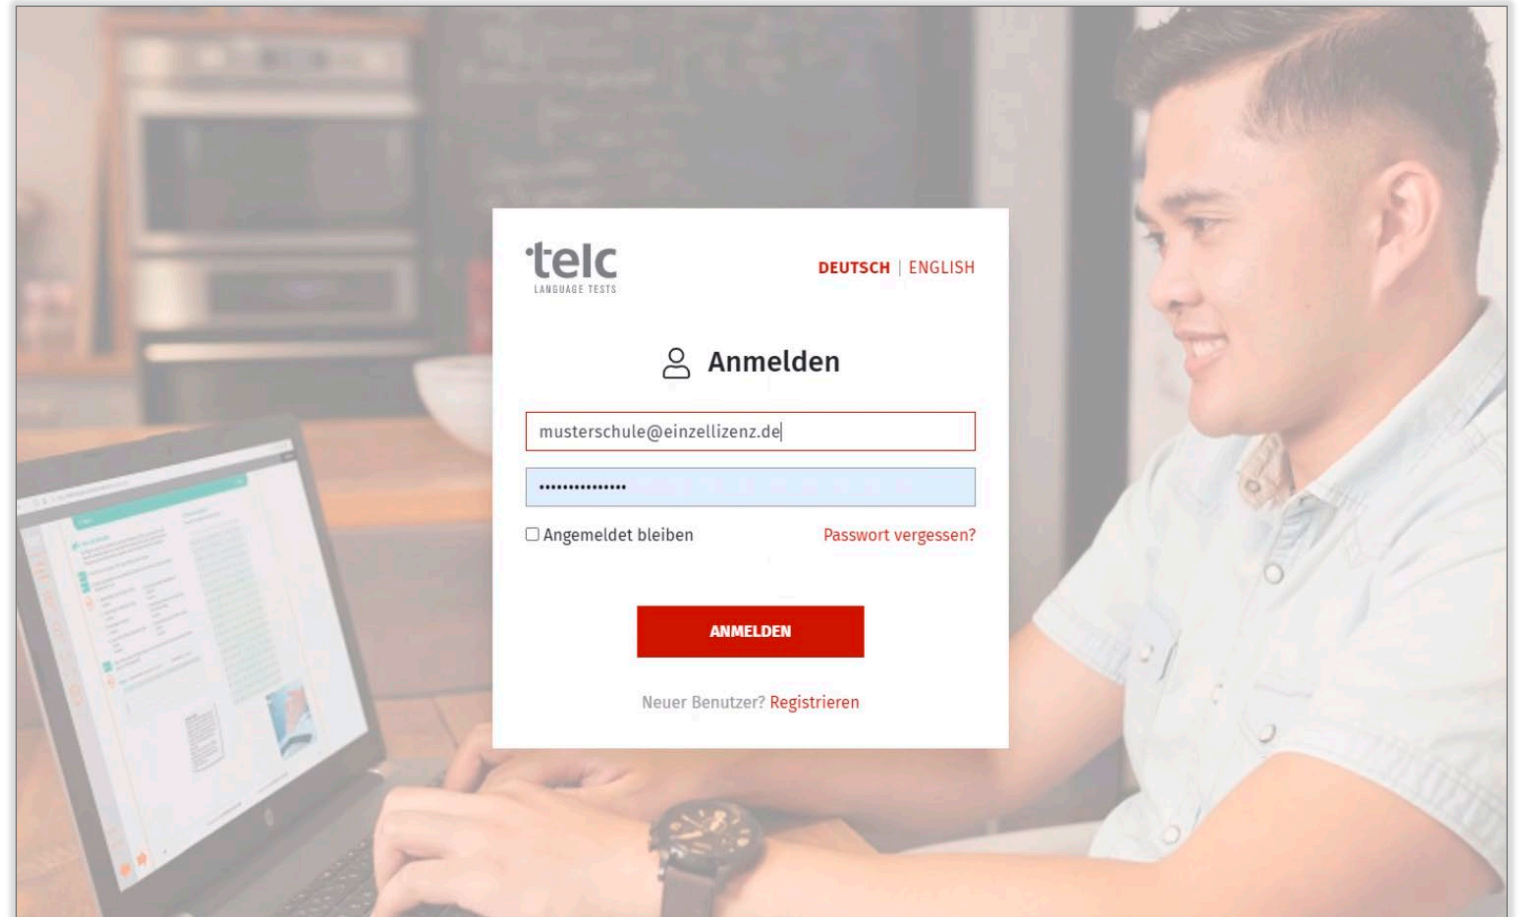 telc
LANGUAGE TESTS
DEUTSCH | ENGLISH
Anmelden
musterschule@einzellizenz.de
•••••••••••••••
Angemeldet bleiben
Passwort vergessen?
ANMELDEN
Neuer Benutzer? Registrieren